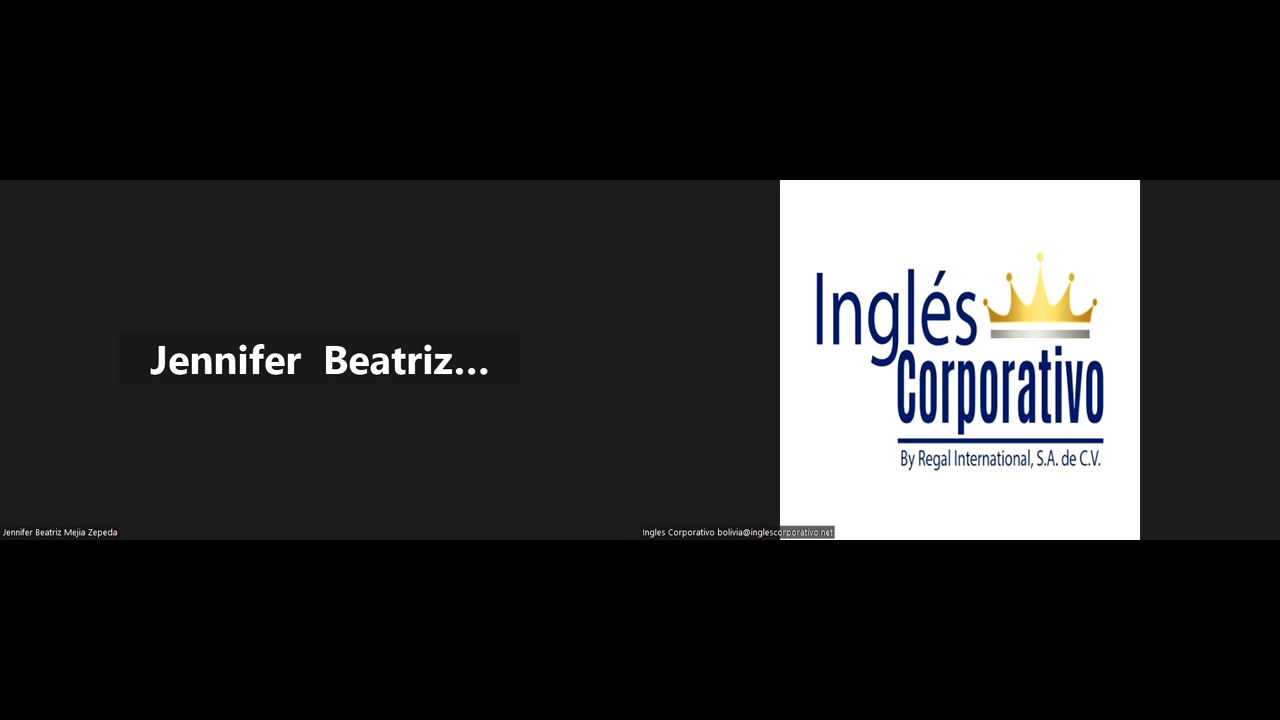 Jennifer Beatriz...
Jennifer Beatriz Mejia Zepeda
Inglés
Corporativo
By Regal International, S.A. de C.V.
Ingles Corporativo bolivia@inglescorporativo.net